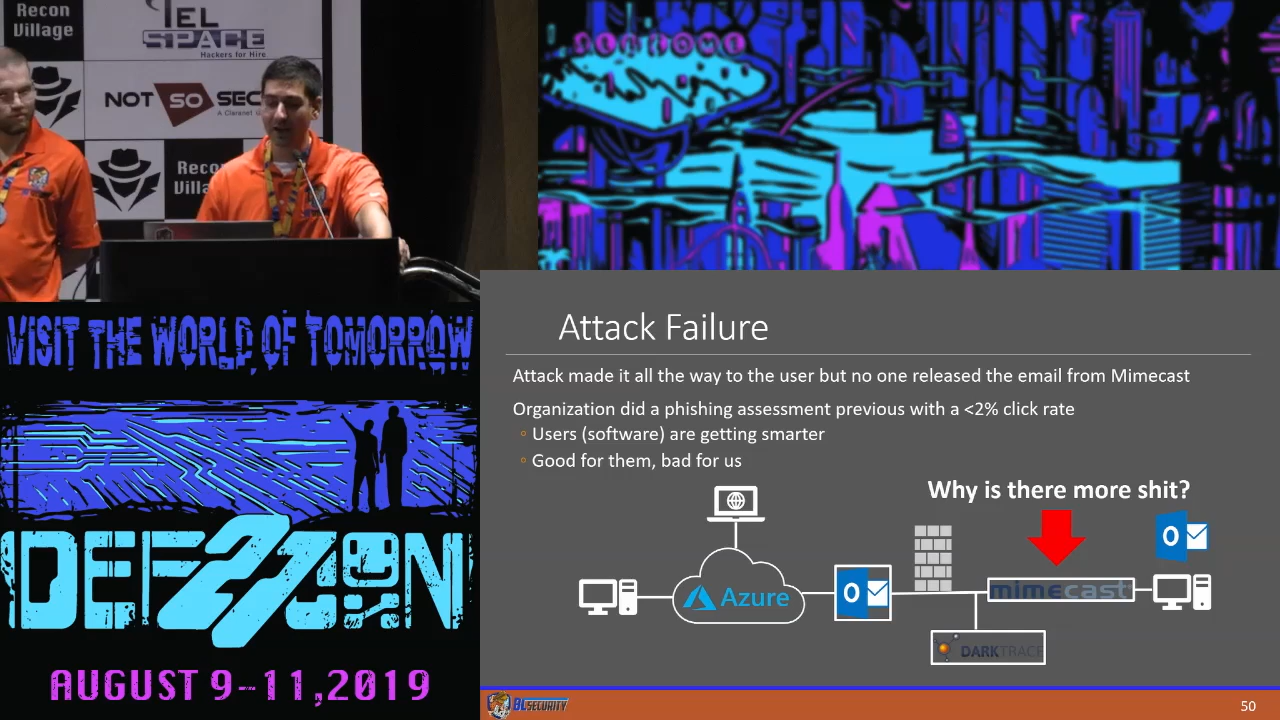 Recon
Village
TEL
SPACE
Hackers for Hire
NOT SO SEC
A Claranet
Recon
Villa
WELCOME
VISIT THE WORLD OF TOMORROW
DEF CON
AUGUST 9-11,2019
Attack Failure
Attack made it all the way to the user but no one released the email from Mimecast
Organization did a phishing assessment previous with a <2% click rate
◦ Users (software) are getting smarter
◦ Good for them, bad for us
Why is there more shit?
Azure
O
mimecast
O
DARKTRACE
BLSECURITY
50